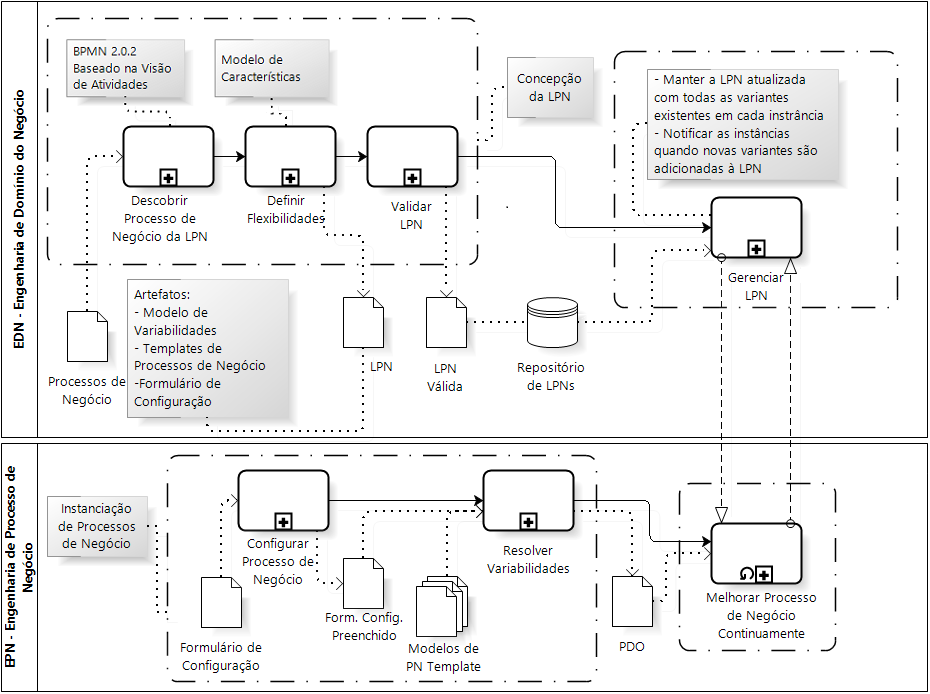 EDN - Engenharia de Domínio do Negócio
BPMN 2.0.2
Baseado na Visão
de Atividades
Modelo de
Características
Concepção
da LPN
- Manter a LPN atualizada
com todas as variantes
existentes em cada instrância
- Notificar as instâncias
quando novas variantes são
adicionadas à LPN
Descobrir
Processo de
Negócio da LPN
Definir
Flexibilidades
Validar
LPN
Gerenciar
LPN
Processos de
Negócio
Artefatos:
- Modelo de
Variabilidades
- Templates de
Processos de Negócio
-Formulário de
Configuração
LPN
LPN
Válida
Repositório
de LPNs
EPN - Engenharia de Processo de
Negócio
Instanciação
de Processos
de Negócio
Configurar
Processo de
Negócio
Resolver
Variabilidades
Formulário de
Configuração
Form. Config.
Preenchido
Modelos de
PN Template
PDO
Melhorar Processo
de Negócio
Continuamente